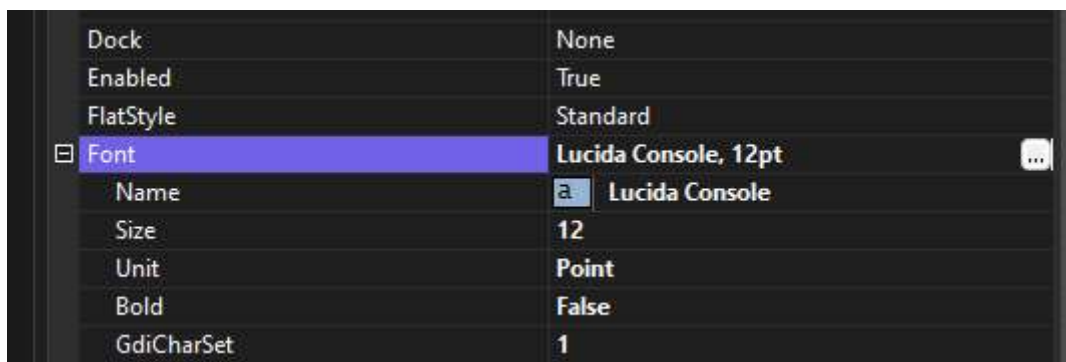 Dock None
Enabled True
FlatStyle Standard
Font Lucida Console, 12pt ...
Name a Lucida Console
Size 12
Unit Point
Bold False
GdiCharSet 1